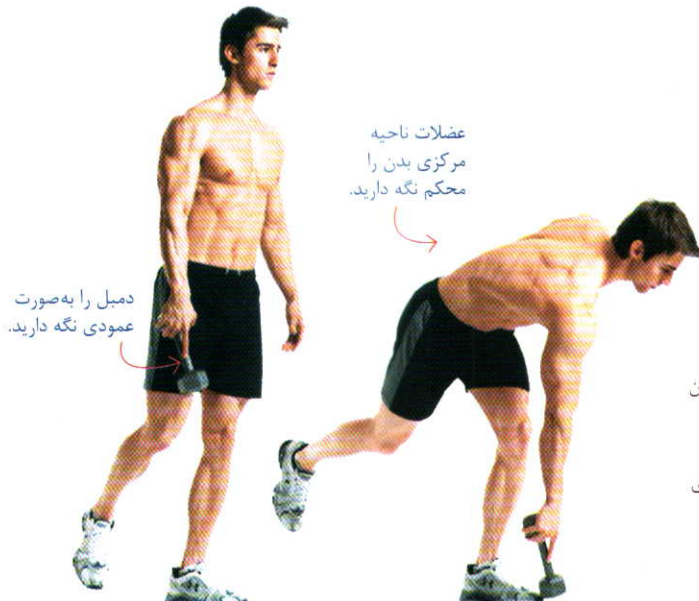 عضلات ناحیه
مرکزی بدن را
محکم نگه دارید.
دمبل را به‌صورت
عمودی نگه دارید.